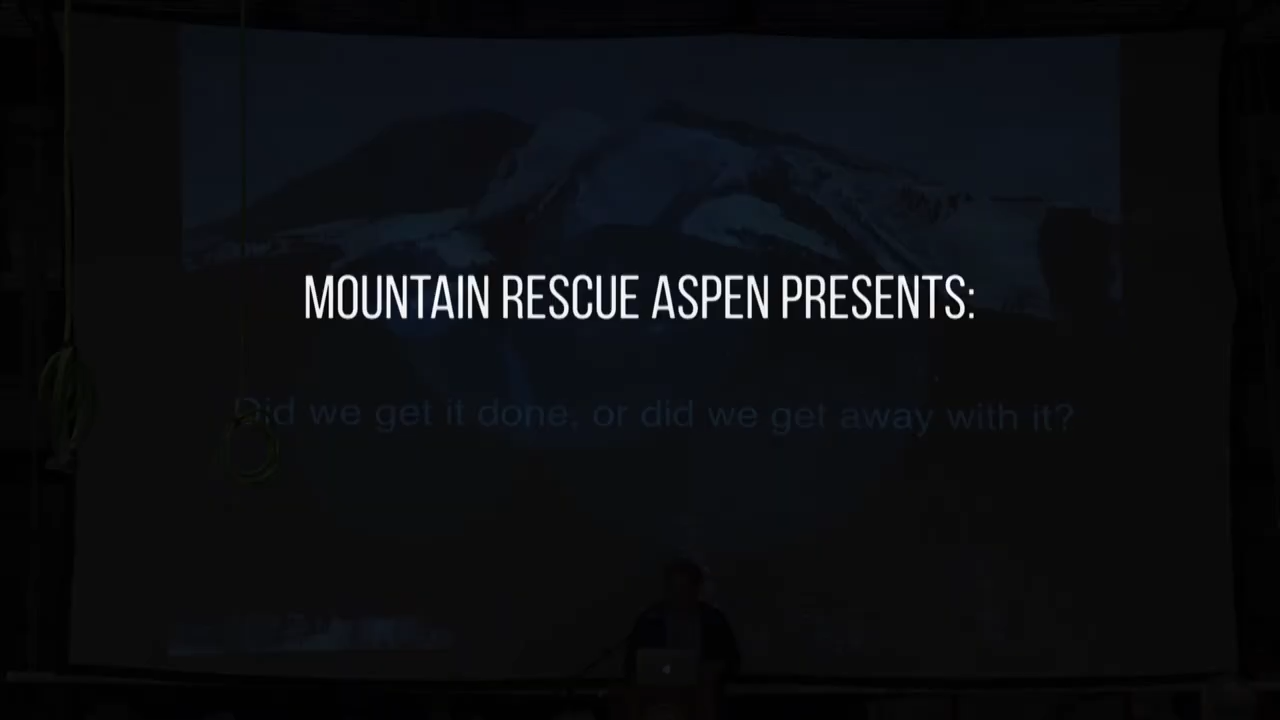 MOUNTAIN RESCUE ASPEN PRESENTS:
Did we get it done, or did we get away with it?